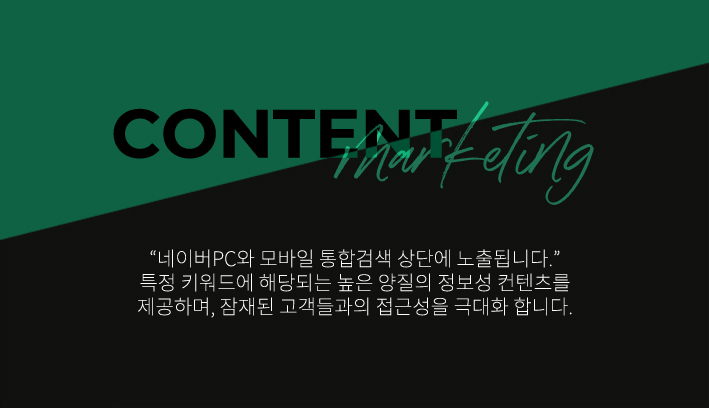 CONTENT
marketing
“네이버PC와 모바일 통합검색 상단에 노출됩니다.”
특정 키워드에 해당되는 높은 양질의 정보성 컨텐츠를
제공하며, 잠재된 고객들과의 접근성을 극대화 합니다.